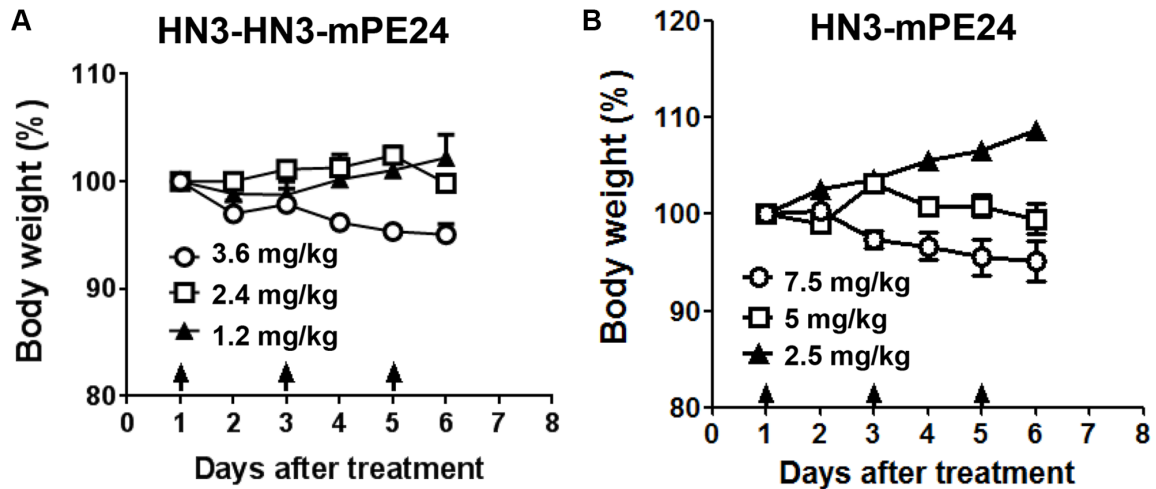 A
HN3-HN3-mPE24
Body weight (%)
110
100
90
80
3.6 mg/kg
2.4 mg/kg
1.2 mg/kg
0 1 2 3 4 5 6 7 8
Days after treatment
B
HN3-mPE24
Body weight (%)
120
110
100
90
80
7.5 mg/kg
5 mg/kg
2.5 mg/kg
0 1 2 3 4 5 6 7 8
Days after treatment